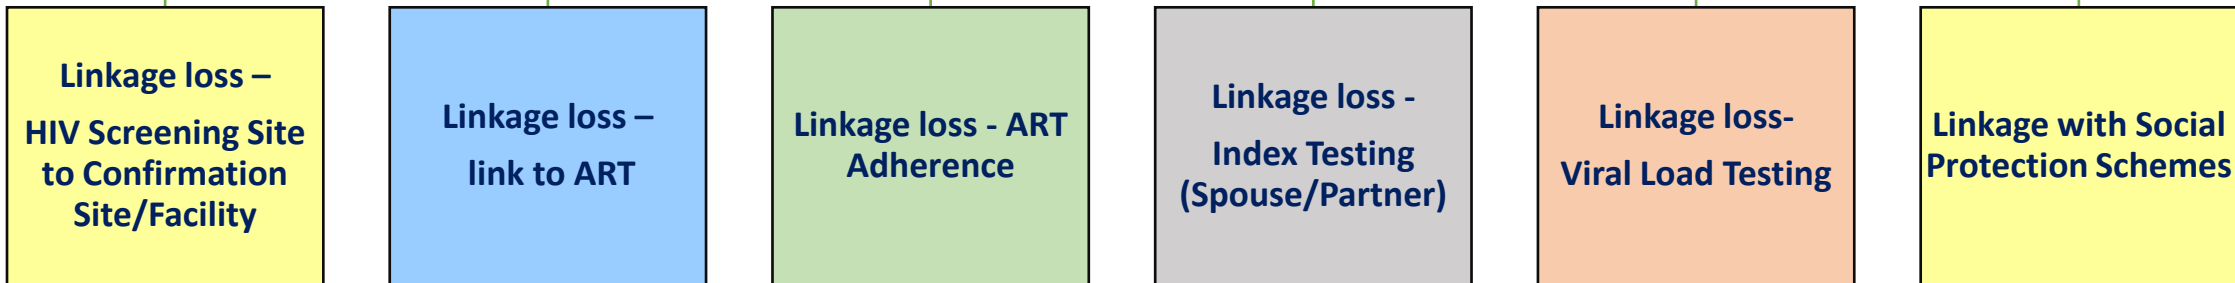 Linkage loss –
HIV Screening Site
to Confirmation
Site/Facility
Linkage loss –
link to ART
Linkage loss - ART
Adherence
Linkage loss -
Index Testing
(Spouse/Partner)
Linkage loss-
Viral Load Testing
Linkage with Social
Protection Schemes